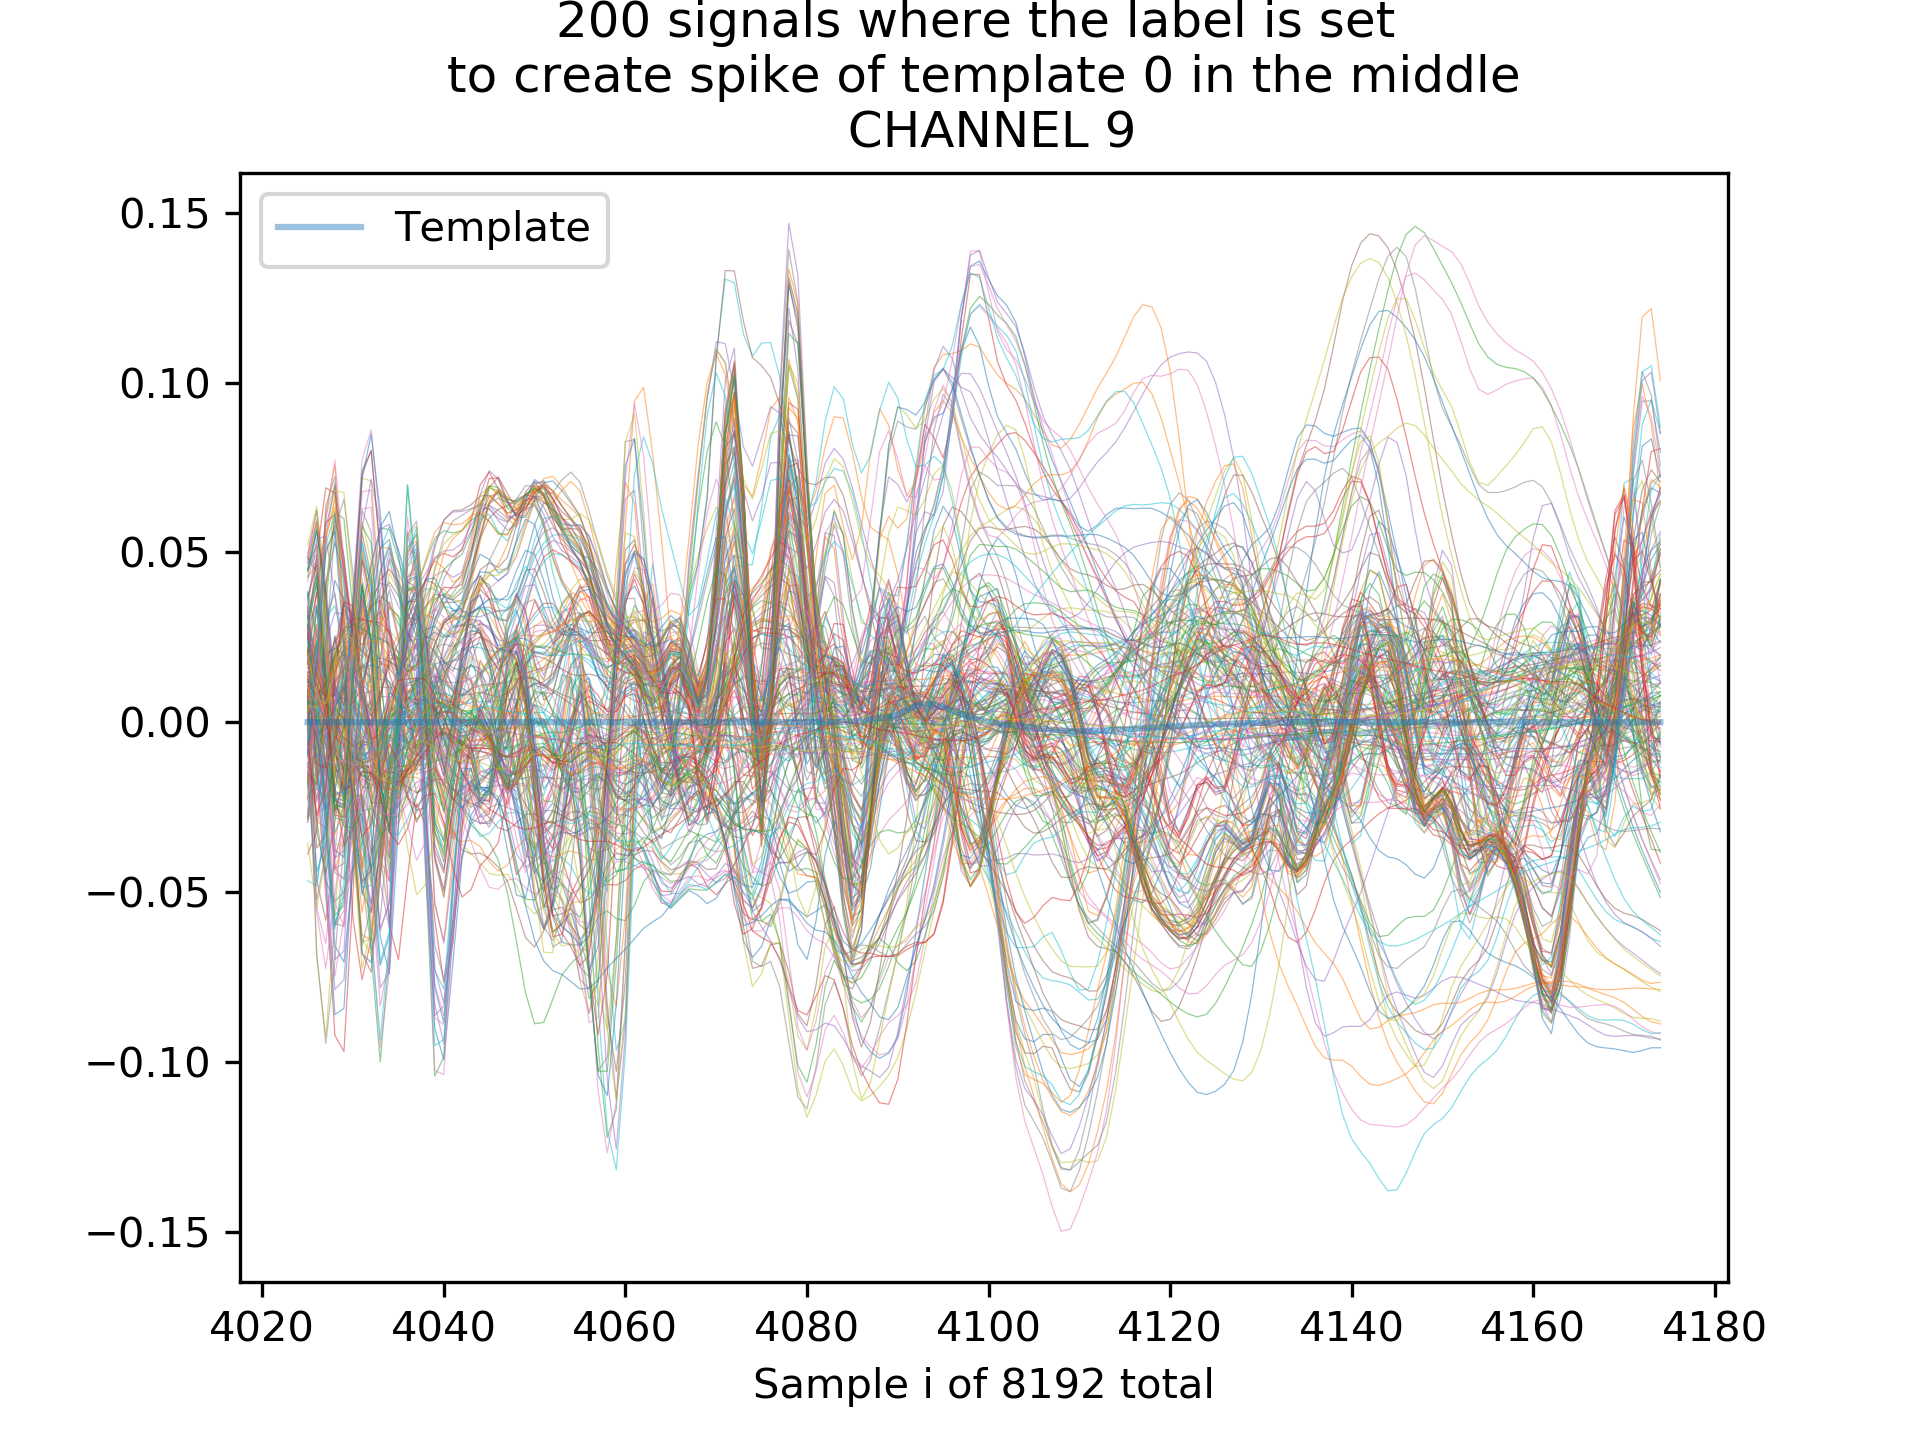 200 signals where the label is set
to create spike of template 0 in the middle
CHANNEL 9
Template
0.15
0.10
0.05
0.00
−0.05
−0.10
−0.15
4020 4040 4060 4080 4100 4120 4140 4160 4180
Sample i of 8192 total